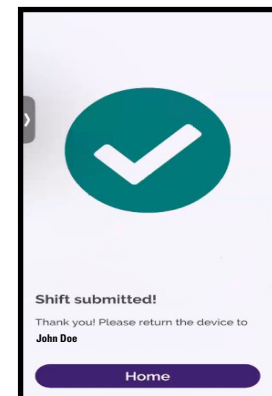 Shift submitted!
Thank you! Please return the device to
John Doe
Home